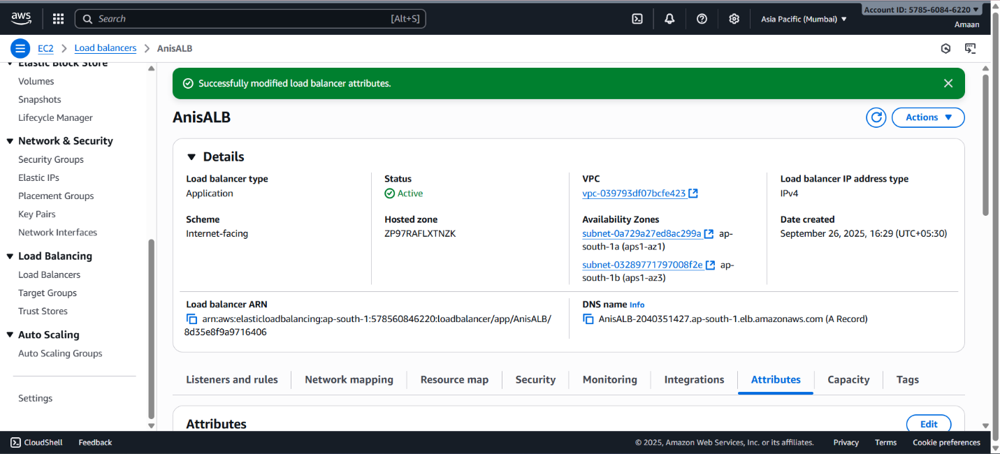 aws
Search
[Alt+S]
Asia Pacific (Mumbai)
Account ID: 5785-6084-6220
Amaan
EC2
Load balancers
AnisALB
Elastic Block Store
Volumes
Snapshots
Lifecycle Manager
Network & Security
Security Groups
Elastic IPs
Placement Groups
Key Pairs
Network Interfaces
Load Balancing
Load Balancers
Target Groups
Trust Stores
Auto Scaling
Auto Scaling Groups
Settings
Successfully modified load balancer attributes.
AnisALB
Actions
Details
Load balancer type
Application
Status
Active
VPC
vpc-039793df07bcfe423
Load balancer IP address type
IPv4
Scheme
Internet-facing
Hosted zone
ZP97RAFLXTNZK
Availability Zones
subnet-0a729a27ed8ac299a ap-
south-1a (aps1-az1)
subnet-03289771797008f2e ap-
south-1b (aps1-az3)
Date created
September 26, 2025, 16:29 (UTC+05:30)
Load balancer ARN
arn:aws:elasticloadbalancing:ap-south-1:578560846220:loadbalancer/app/AnisALB/
8d35e8f9a9716406
DNS name Info
AnisALB-2040351427.ap-south-1.elb.amazonaws.com (A Record)
Listeners and rules
Network mapping
Resource map
Security
Monitoring
Integrations
Attributes
Capacity
Tags
Attributes
Edit
CloudShell
Feedback
© 2025, Amazon Web Services, Inc. or its affiliates.
Privacy
Terms
Cookie preferences